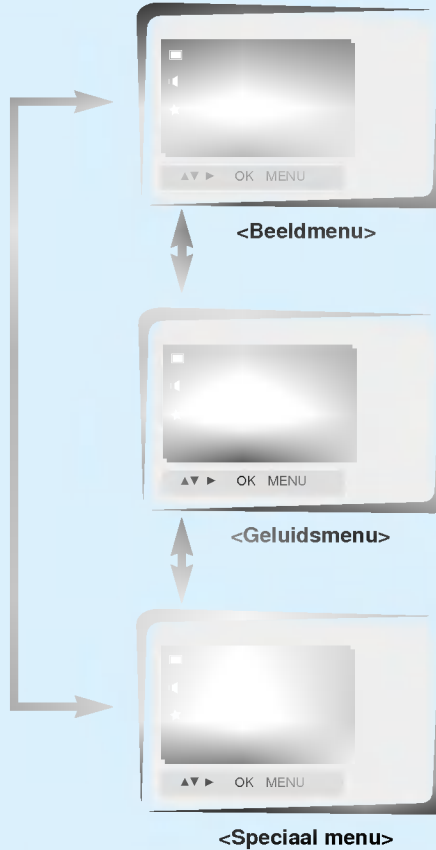 ▲▼ ► OK MENU
<Beeldmenu>
▲▼ ► OK MENU
<Geluidsmenu>
▲▼ ► OK MENU
<Speciaal menu>